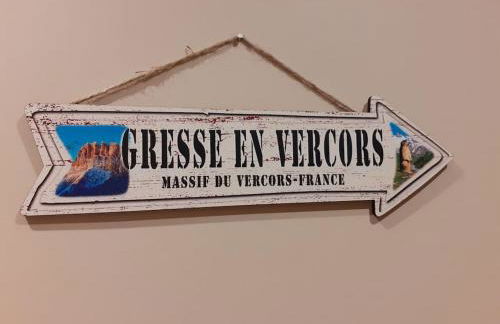 GRESSE EN VERCORS
MASSIF DU VERCORS-FRANCE